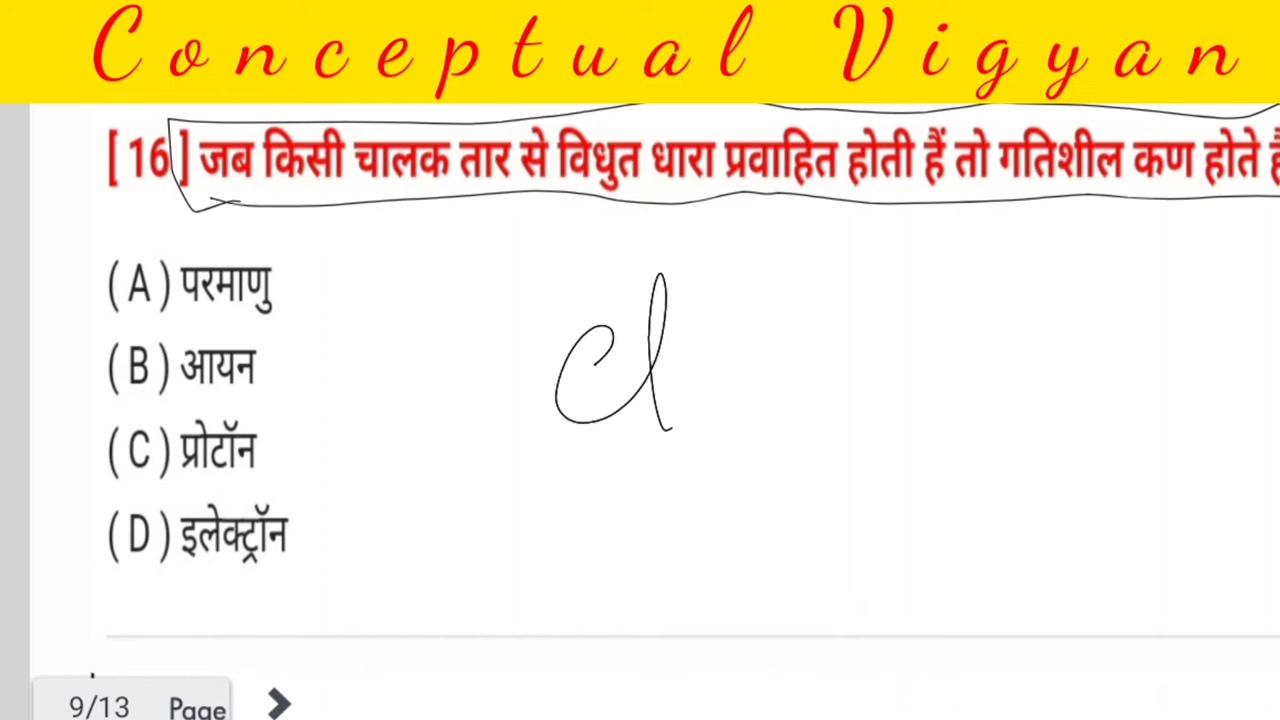 Conceptual Vigyan
[ 16 ] जब किसी चालक तार से विधुत धारा प्रवाहित होती हैं तो गतिशील कण होते
( A ) परमाणु
( B ) आयन
( C ) प्रोटॉन
( D ) इलेक्ट्रॉन
d
9/13 Page